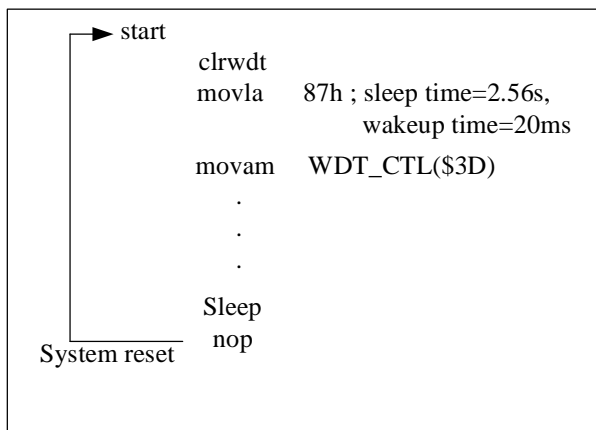 start
clrwdt
movla 87h ; sleep time=2.56s,
wakeup time=20ms
movam WDT_CTL($3D)
.
.
.
Sleep
nop
System reset